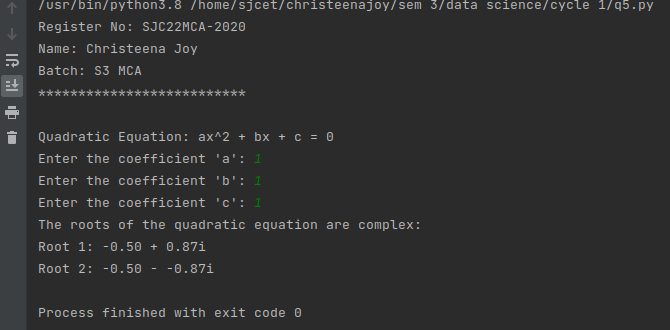 /usr/bin/python3.8 /home/sjcet/christeenajoy/sem 3/data science/cycle 1/q5.py
Register No: SJC22MCA-2020
Name: Christeena Joy
Batch: S3 MCA
**************************
Quadratic Equation: ax^2 + bx + c = 0
Enter the coefficient 'a': 1
Enter the coefficient 'b': 1
Enter the coefficient 'c': 1
The roots of the quadratic equation are complex:
Root 1: -0.50 + 0.87i
Root 2: -0.50 - -0.87i
Process finished with exit code 0